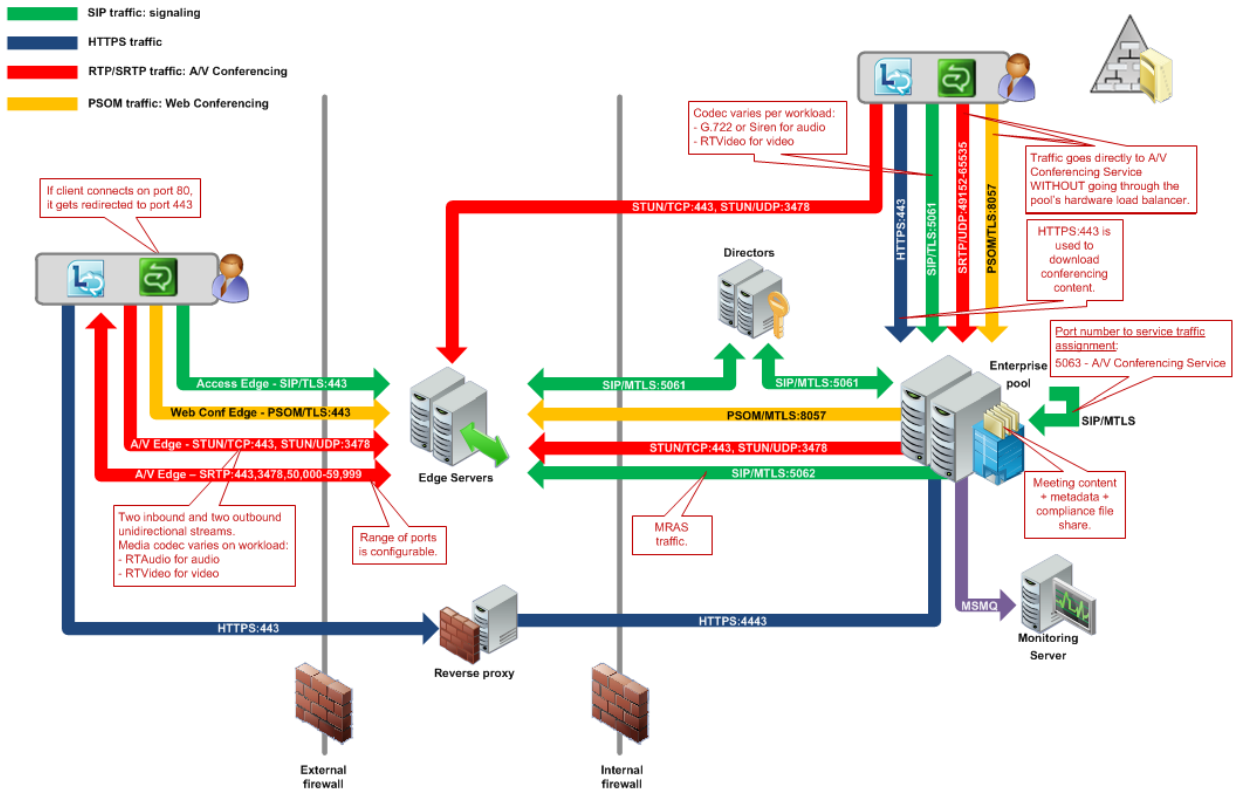 SIP traffic: signaling
HTTPS traffic
RTP/SRTP traffic: A/V Conferencing
PSOM traffic: Web Conferencing
Codec varies per workload:
- G.722 or Siren for audio
- RTVideo for video
Traffic goes directly to A/V
Conferencing Service
WITHOUT going through the
pool's hardware load balancer.
If client connects on port 80,
it gets redirected to port 443
STUN/TCP:443, STUN/UDP:3478
HTTPS:443
SIP/TLS:5061
SRTP/UDP:49152-65535
PSOM/TLS:8057
HTTPS:443 is
used to
download
conferencing
content.
Directors
Port number to service traffic
assignment:
5063 - A/V Conferencing Service
Enterprise
pool
SIP/MTLS
Access Edge - SIP/TLS:443
Web Conf Edge - PSOM/TLS:443
A/V Edge - STUN/TCP:443, STUN/UDP:3478
A/V Edge – SRTP:443,3478,50,000-59,999
Edge Servers
SIP/MTLS:5061
SIP/MTLS:5061
PSOM/MTLS:8057
STUN/TCP:443, STUN/UDP:3478
SIP/MTLS:5062
Two inbound and two outbound
unidirectional streams.
Media codec varies on workload:
- RTAudio for audio
- RTVideo for video
Range of ports
is configurable.
MRAS
traffic.
Meeting content
+ metadata +
compliance file
share.
MSMQ
Monitoring
Server
HTTPS:443
HTTPS:4443
Reverse proxy
External
firewall
Internal
firewall